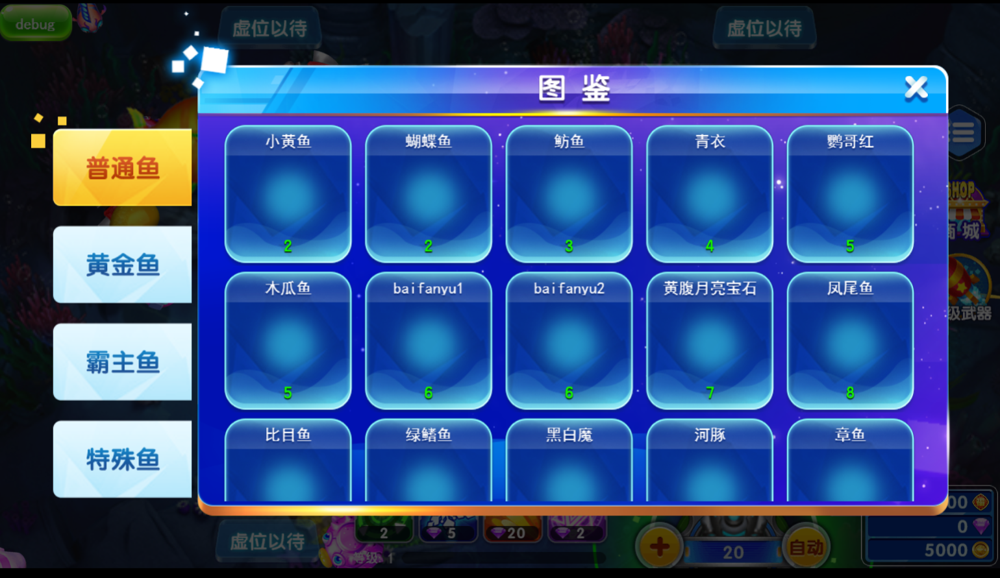 debug
虚位以待
虚位以待
图鉴
普通鱼
黄金鱼
霸主鱼
特殊鱼
小黄鱼
蝴蝶鱼
鲂鱼
青衣
鹦哥红
2
2
3
4
5
木瓜鱼
baifanyu1
baifanyu2
黄腹月亮宝石
凤尾鱼
5
6
6
7
8
比目鱼
绿鳍鱼
黑白魔
河豚
章鱼
SHOP
商城
级武器
虚位以待
2
5
20
2
等级:1
20
自动
00
0
5000